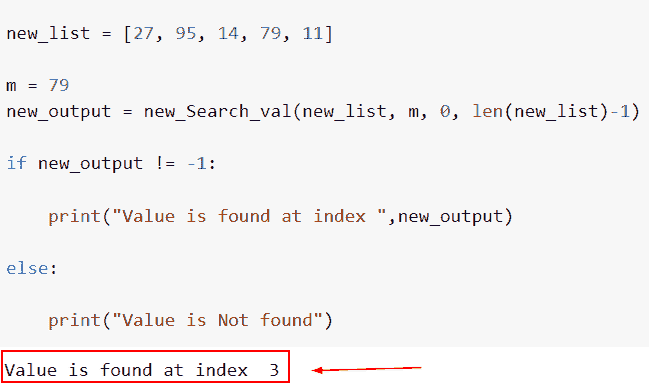 new_list = [27, 95, 14, 79, 11]
m = 79
new_output = new_Search_val(new_list, m, 0, len(new_list)-1)
if new_output != -1:
    print("Value is found at index ",new_output)
else:
    print("Value is Not found")
Value is found at index  3